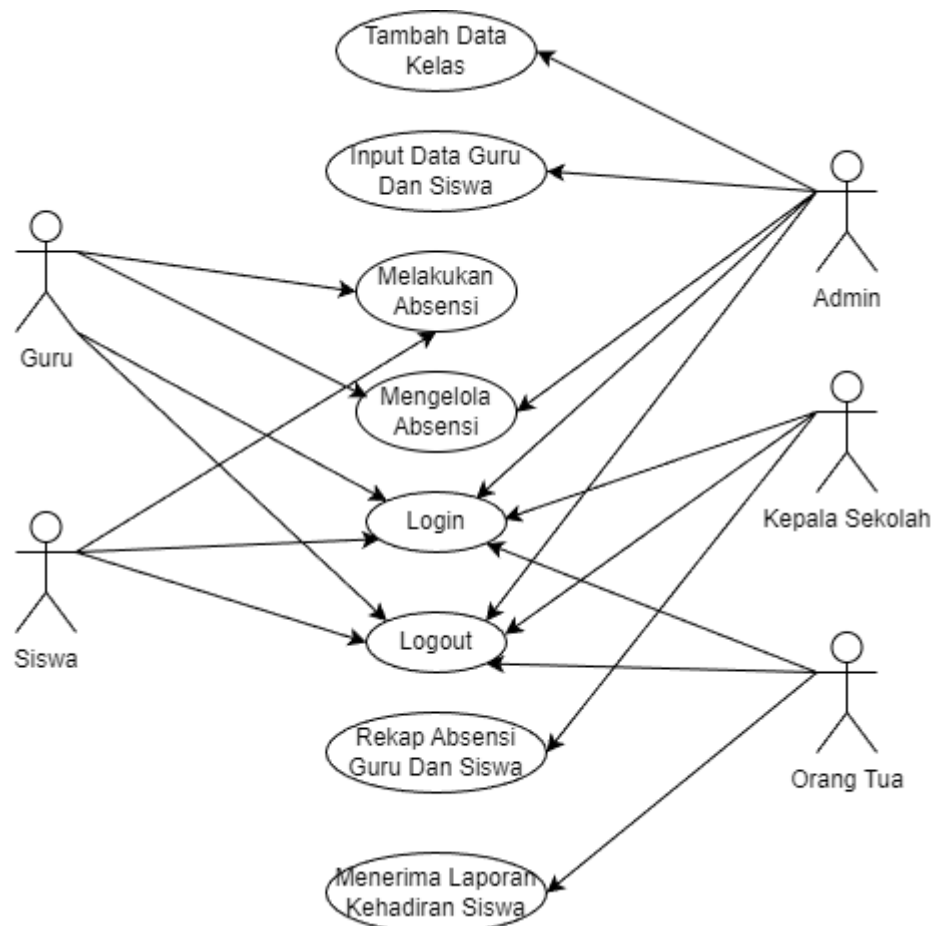 Tambah Data
Kelas
Input Data Guru
Dan Siswa
Melakukan
Absensi
Mengelola
Absensi
Login
Logout
Rekap Absensi
Guru Dan Siswa
Menerima Laporan
Kehadiran Siswa
Guru
Siswa
Admin
Kepala Sekolah
Orang Tua